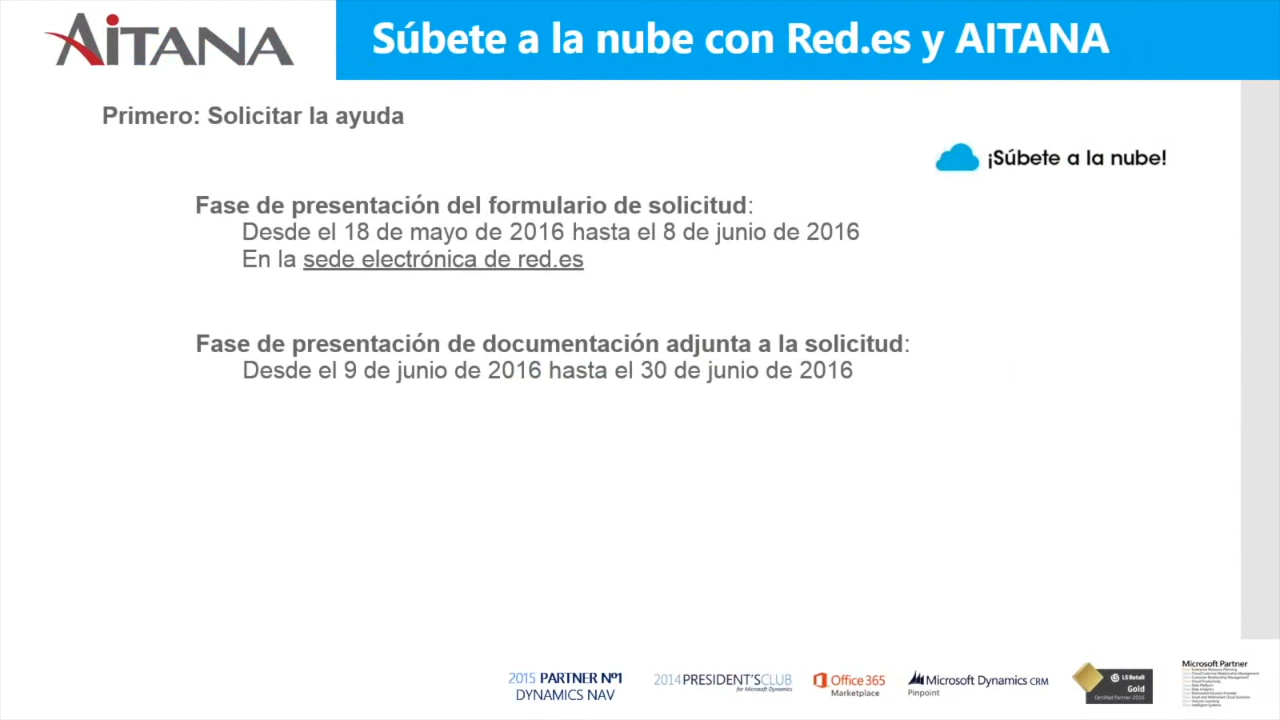 AiTANA
Súbete a la nube con Red.es y AITANA
Primero: Solicitar la ayuda
¡Súbete a la nube!
Fase de presentación del formulario de solicitud:
Desde el 18 de mayo de 2016 hasta el 8 de junio de 2016
En la sede electrónica de red.es
Fase de presentación de documentación adjunta a la solicitud:
Desde el 9 de junio de 2016 hasta el 30 de junio de 2016
2015 PARTNER Nº1
DYNAMICS NAV
2014 PRESIDENT'S CLUB
for Microsoft Dynamics
Office 365
Marketplace
Microsoft Dynamics CRM
Pinpoint
LS Retail
Gold
Certified Partner 2016
Microsoft Partner